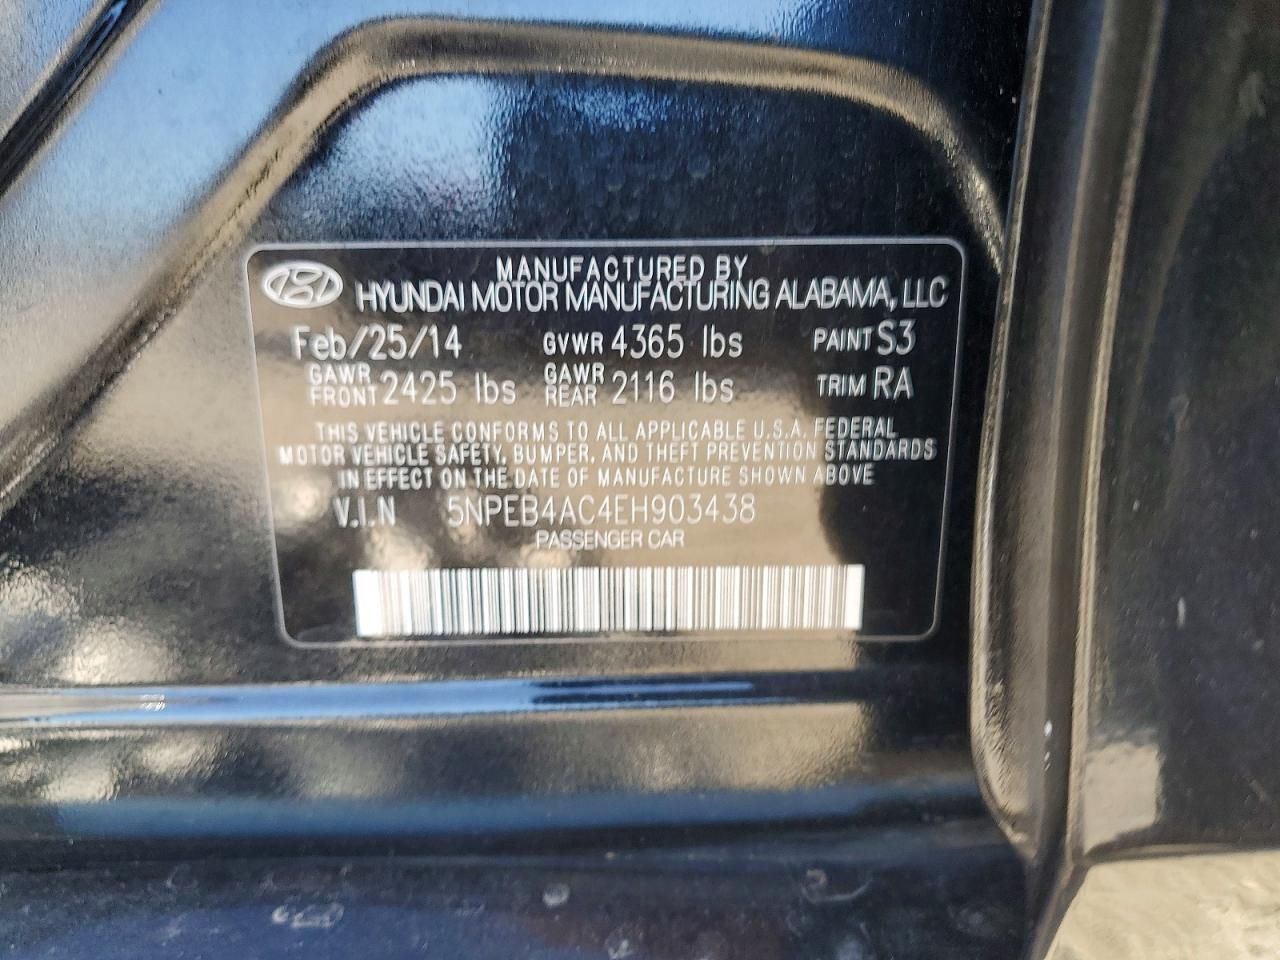 MANUFACTURED BY
HYUNDAI MOTOR MANUFACTURING ALABAMA, LLC
Feb/25/14 GVWR 4365 lbs PAINT S3
GAWR FRONT 2425 lbs GAWR REAR 2116 lbs TRIM RA
THIS VEHICLE CONFORMS TO ALL APPLICABLE U.S.A. FEDERAL
MOTOR VEHICLE SAFETY, BUMPER, AND THEFT PREVENTION STANDARDS
IN EFFECT ON THE DATE OF MANUFACTURE SHOWN ABOVE
V.I.N 5NPEB4AC4EH903438
PASSENGER CAR